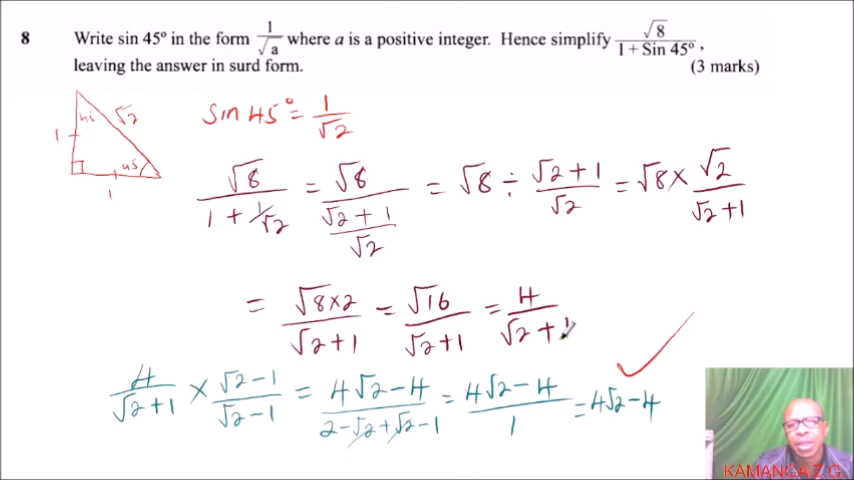 8 Write sin 45° in the form 1/√a where a is a positive integer. Hence simplify √8/(1 + Sin 45°),
leaving the answer in surd form. (3 marks)
45 √2 sin 45° = 1/√2
1 45
1
√8/(1 + 1/√2) = √8/((√2 + 1)/√2) = √8 ÷ (√2 + 1)/√2 = √8 × √2/(√2 + 1)
= √8×2/(√2 + 1) = √16/(√2 + 1) = 4/(√2 + 1)
4/(√2 + 1) × (√2 − 1)/(√2 − 1) = (4√2 − 4)/(2 − √2 + √2 − 1) = (4√2 − 4)/1 = 4√2 − 4
KAMANGA Z G